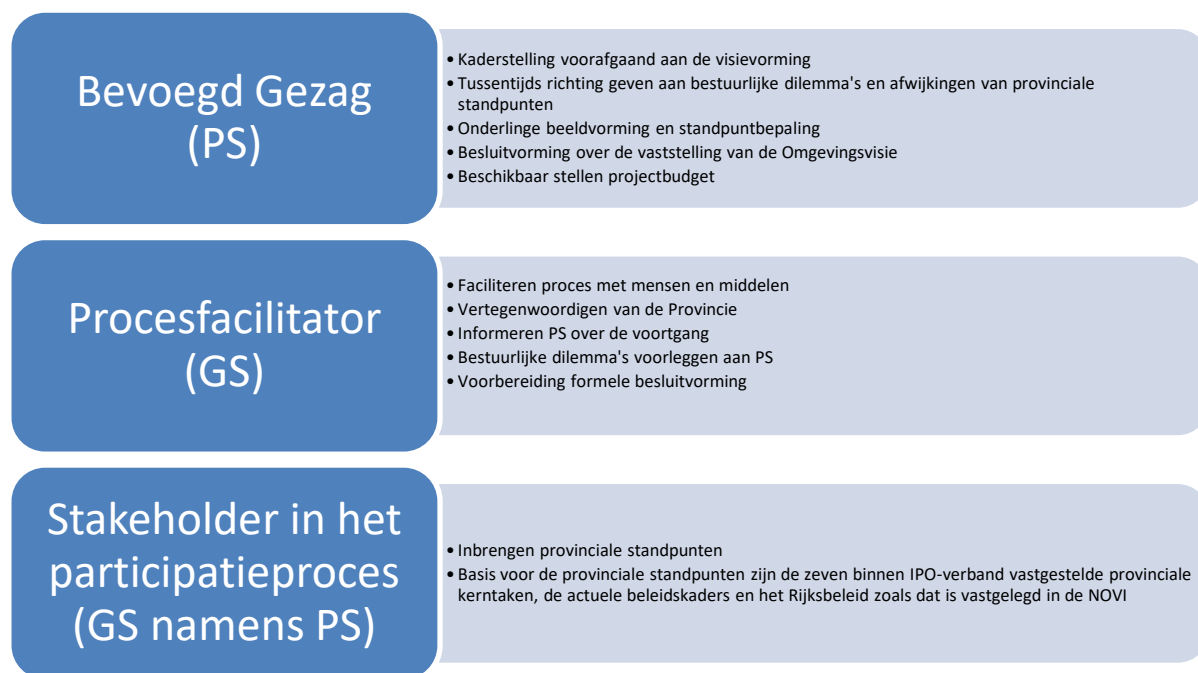 Bevoegd Gezag
(PS)
• Kaderstelling voorafgaand aan de visievorming
• Tussentijds richting geven aan bestuurlijke dilemma's en afwijkingen van provinciale
standpunten
• Onderlinge beeldvorming en standpuntbepaling
• Besluitvorming over de vaststelling van de Omgevingsvisie
• Beschikbaar stellen projectbudget
Procesfacilitator
(GS)
• Faciliteren proces met mensen en middelen
• Vertegenwoordigen van de Provincie
• Informeren PS over de voortgang
• Bestuurlijke dilemma's voorleggen aan PS
• Voorbereiding formele besluitvorming
Stakeholder in het
participatieproces
(GS namens PS)
• Inbrengen provinciale standpunten
• Basis voor de provinciale standpunten zijn de zeven binnen IPO-verband vastgestelde provinciale
kerntaken, de actuele beleidskaders en het Rijksbeleid zoals dat is vastgelegd in de NOVI